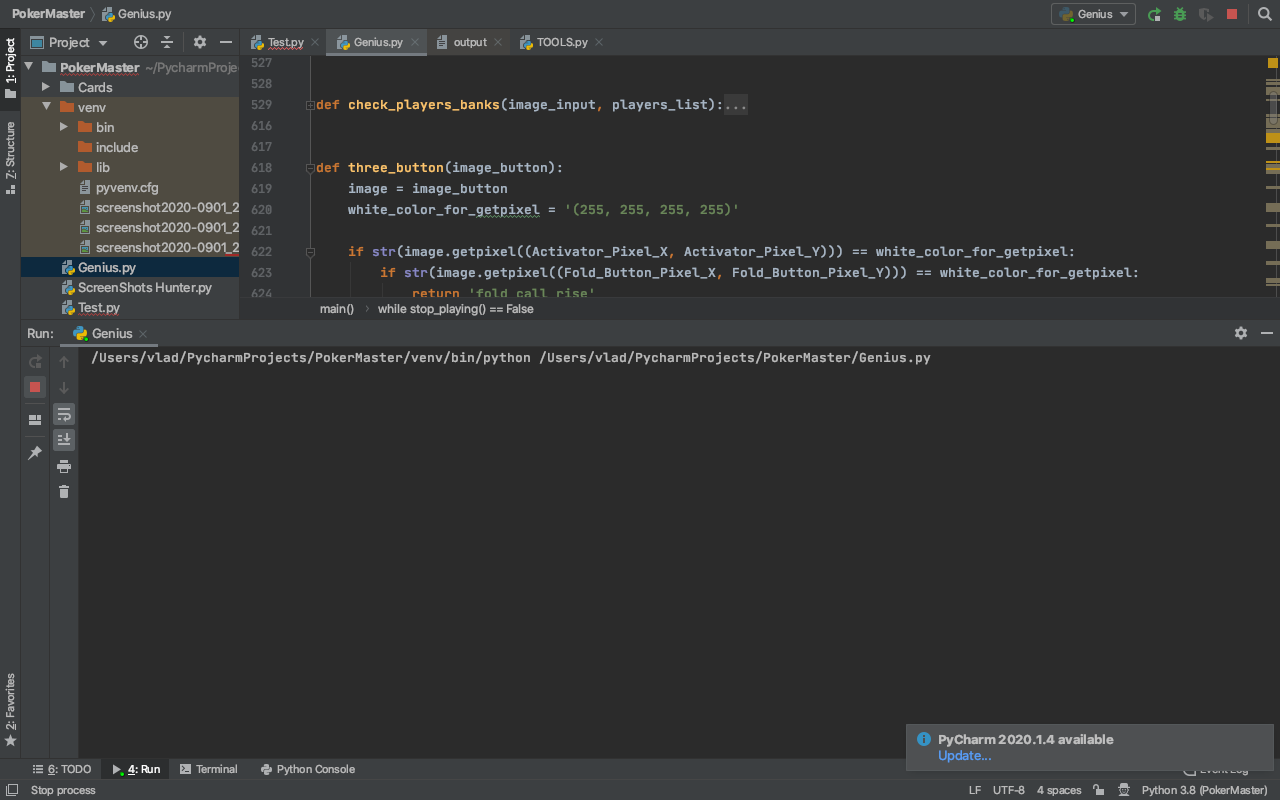 PokerMaster Genius.py
Genius
Project
Test.py
Genius.py
output
TOOLS.py
1: Project
Z: Structure
2: Favorites
PokerMaster ~/PycharmProje
Cards
venv
bin
include
lib
pyvenv.cfg
screenshot2020-0901_2
screenshot2020-0901_2
screenshot2020-0901_2
Genius.py
ScreenShots Hunter.py
Test.py
527
528
529 def check_players_banks(image_input, players_list):...
616
617
618 def three_button(image_button):
619 image = image_button
620 white_color_for_getpixel = '(255, 255, 255, 255)'
621
622 if str(image.getpixel((Activator_Pixel_X, Activator_Pixel_Y))) == white_color_for_getpixel:
623 if str(image.getpixel((Fold_Button_Pixel_X, Fold_Button_Pixel_Y))) == white_color_for_getpixel:
624 return 'fold call rise'
main() while stop_playing() == False
Run: Genius
/Users/vlad/PycharmProjects/PokerMaster/venv/bin/python /Users/vlad/PycharmProjects/PokerMaster/Genius.py
PyCharm 2020.1.4 available
Update...
6: TODO
4: Run
Terminal
Python Console
Event Log
Stop process
LF UTF-8 4 spaces Python 3.8 (PokerMaster)